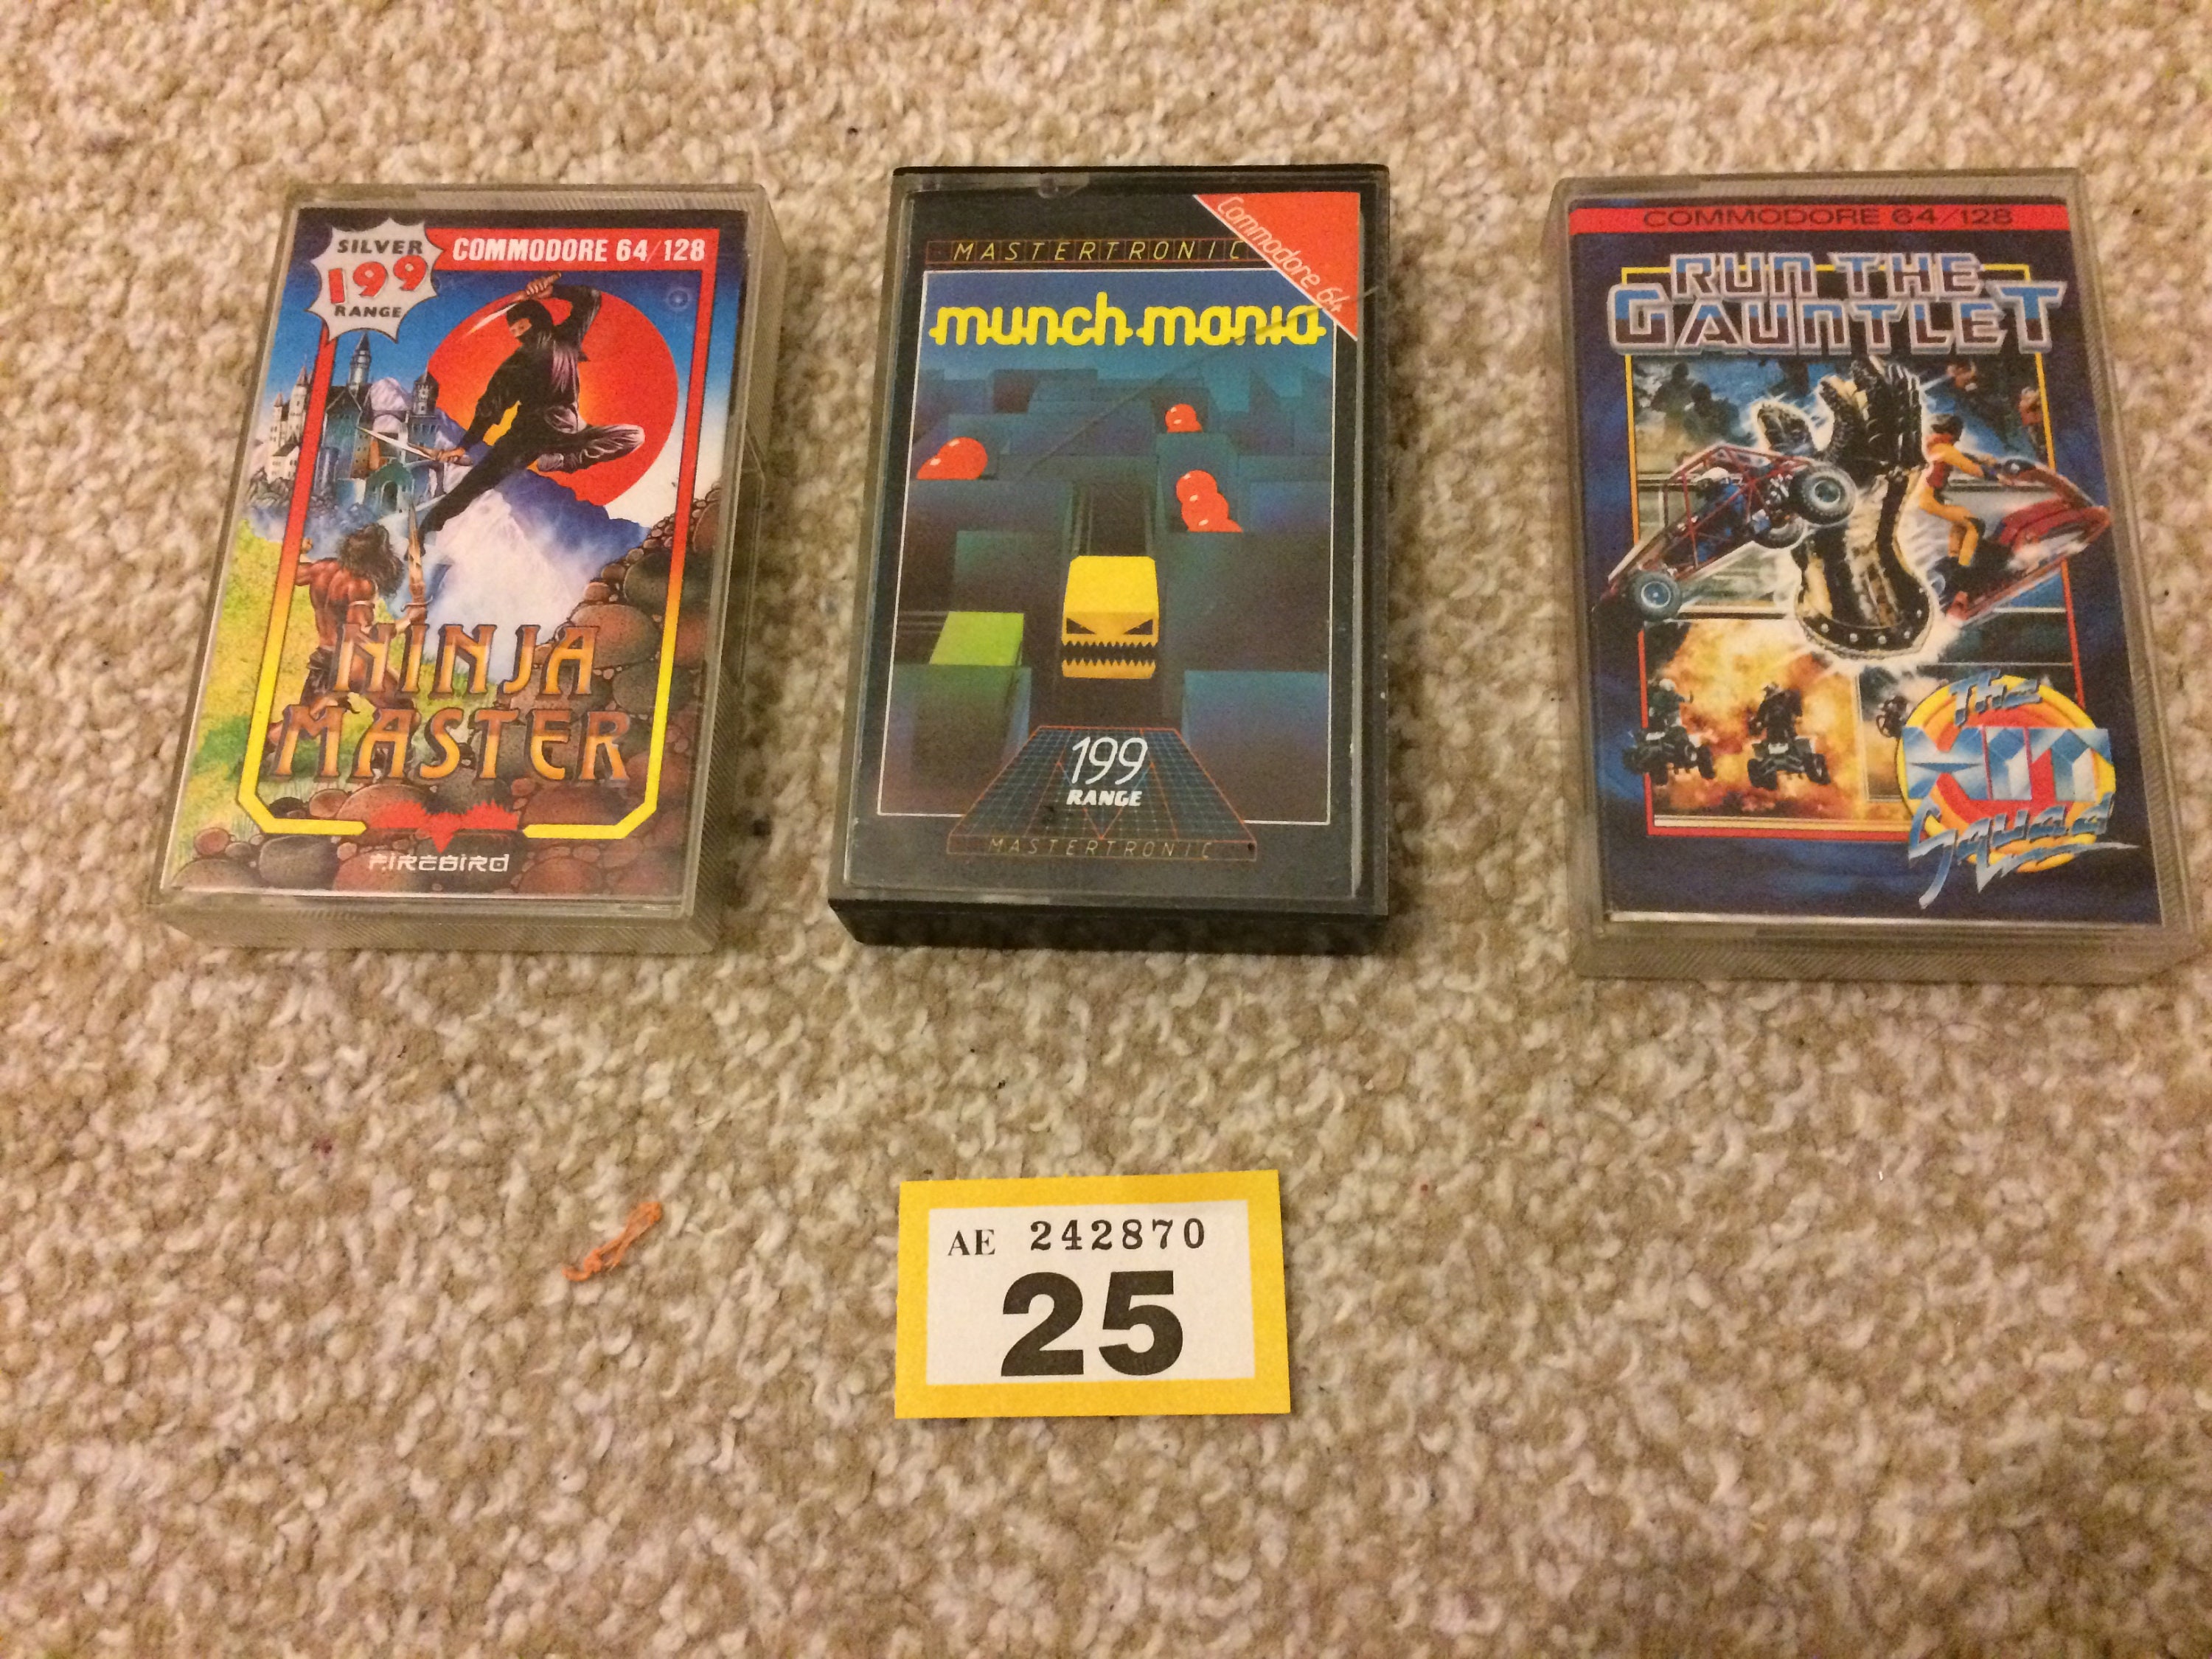 SILVER
199
RANGE
COMMODORE 64/128
NINJA
MASTER
FIREBIRD
MASTERTRONIC
Commodore 64
munch mania
199
RANGE
MASTERTRONIC
COMMODORE 64/128
RUN THE
GAUNTLET
The
HIT
Squad
AE 242870
25